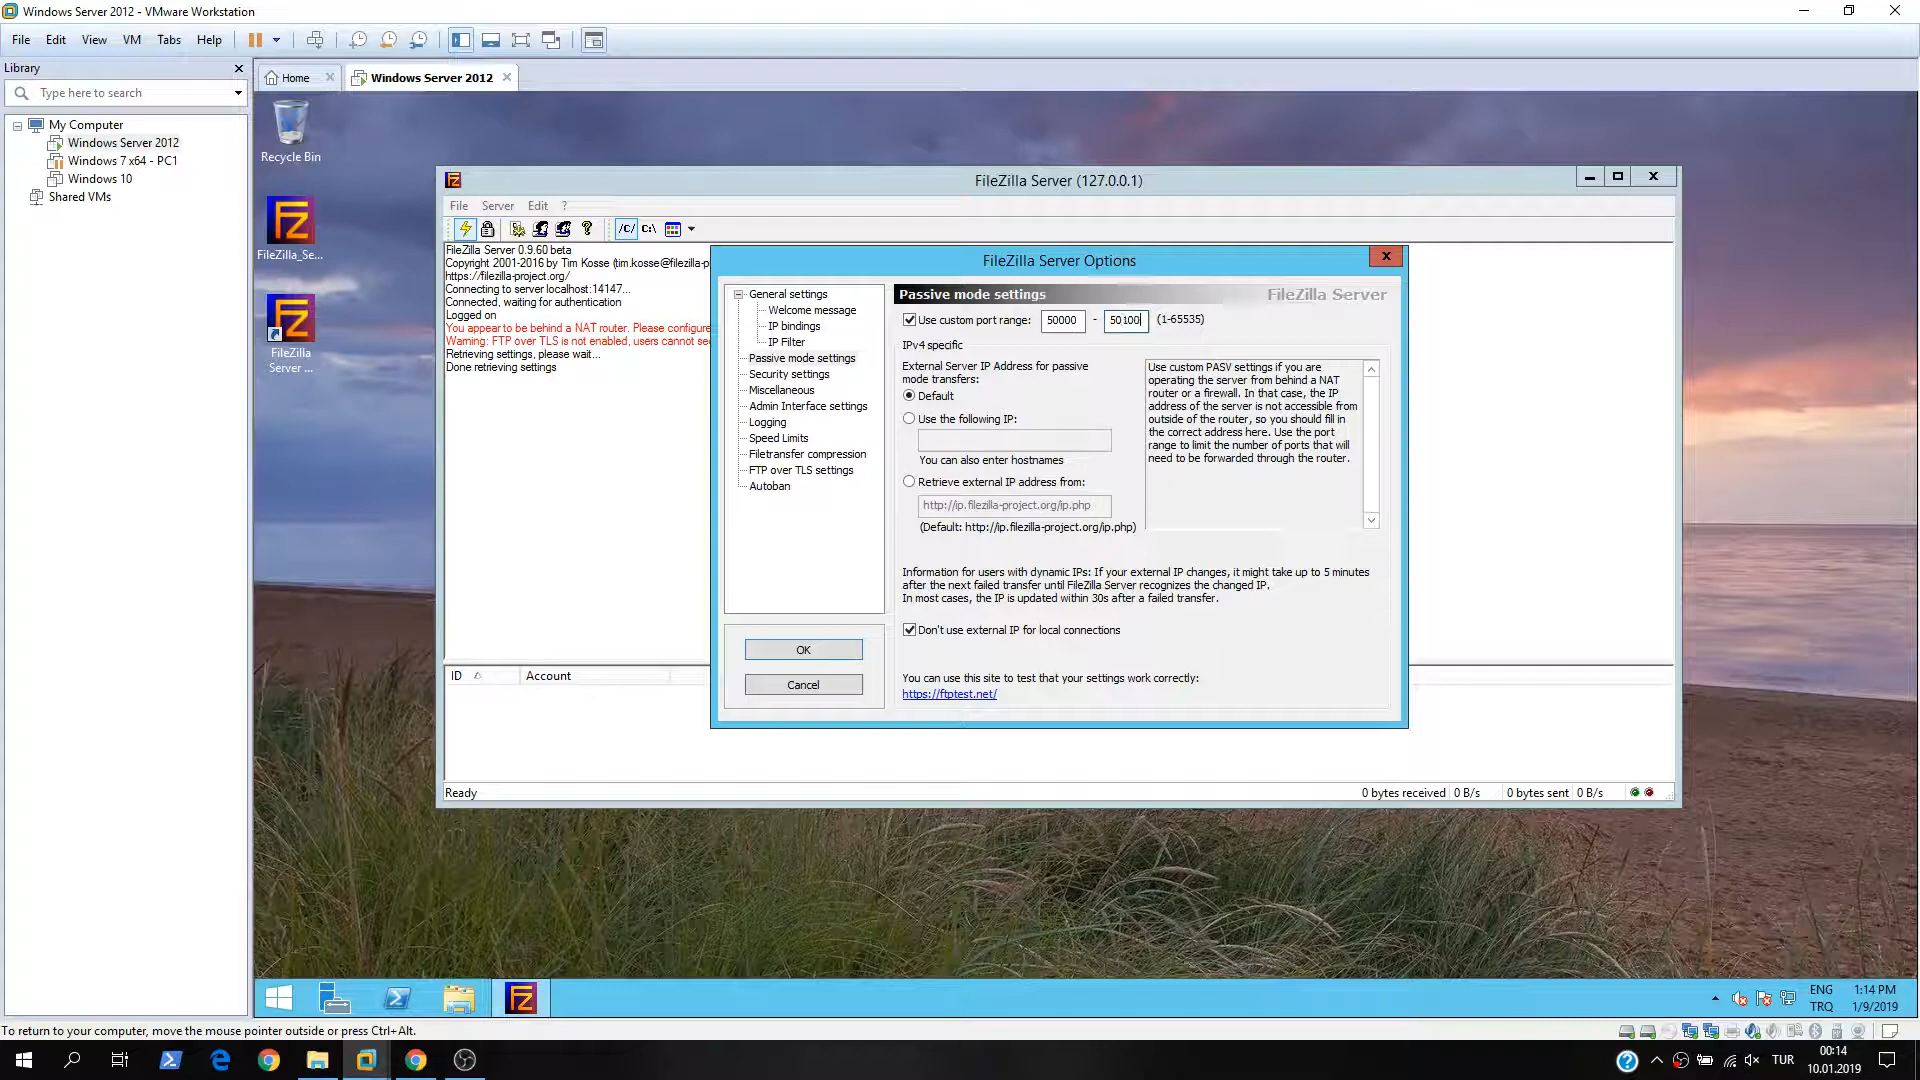 Windows Server 2012 - VMware Workstation
File Edit View VM Tabs Help
Library
Type here to search
My Computer
Windows Server 2012
Windows 7 x64 - PC1
Windows 10
Shared VMs
Home
Windows Server 2012
Recycle Bin
FileZilla_Se...
FileZilla
Server ...
FileZilla Server (127.0.0.1)
File Server Edit ?
/C/ C:\
FileZilla Server 0.9.60 beta
Copyright 2001-2016 by Tim Kosse (tim.kosse@filezilla-p
https://filezilla-project.org/
Connecting to server localhost:14147...
Connected, waiting for authentication
Logged on
You appear to be behind a NAT router. Please configure
Warning: FTP over TLS is not enabled, users cannot se
Retrieving settings, please wait...
Done retrieving settings
ID Account
Ready
0 bytes received 0 B/s 0 bytes sent 0 B/s
FileZilla Server Options
General settings
Welcome message
IP bindings
IP Filter
Passive mode settings
Security settings
Miscellaneous
Admin Interface settings
Logging
Speed Limits
Filetransfer compression
FTP over TLS settings
Autoban
OK
Cancel
Passive mode settings
FileZilla Server
Use custom port range: 50000 - 50100 (1-65535)
IPv4 specific
External Server IP Address for passive
mode transfers:
Default
Use the following IP:
You can also enter hostnames
Retrieve external IP address from:
http://ip.filezilla-project.org/ip.php
(Default: http://ip.filezilla-project.org/ip.php)
Use custom PASV settings if you are
operating the server from behind a NAT
router or a firewall. In that case, the IP
address of the server is not accessible from
outside of the router, so you should fill in
the correct address here. Use the port
range to limit the number of ports that will
need to be forwarded through the router.
Information for users with dynamic IPs: If your external IP changes, it might take up to 5 minutes
after the next failed transfer until FileZilla Server recognizes the changed IP.
In most cases, the IP is updated within 30s after a failed transfer.
Don't use external IP for local connections
You can use this site to test that your settings work correctly:
https://ftptest.net/
ENG 1:14 PM
TRQ 1/9/2019
To return to your computer, move the mouse pointer outside or press Ctrl+Alt.
TUR
00:14
10.01.2019